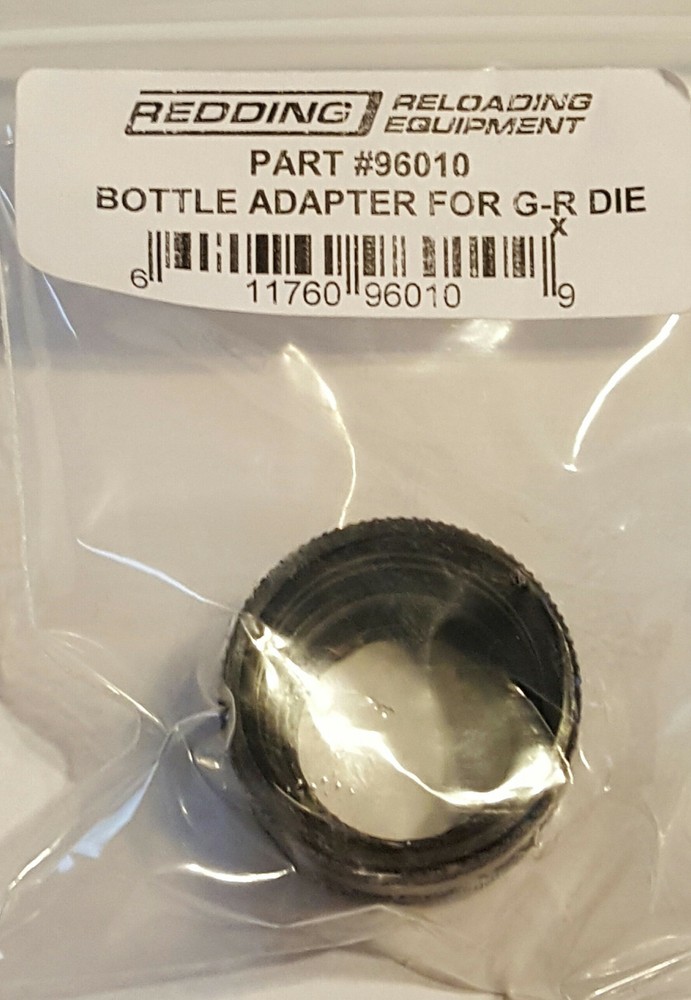 REDDING RELOADING
EQUIPMENT
PART #96010
BOTTLE ADAPTER FOR G-R DIE
X
6 11760 96010 9